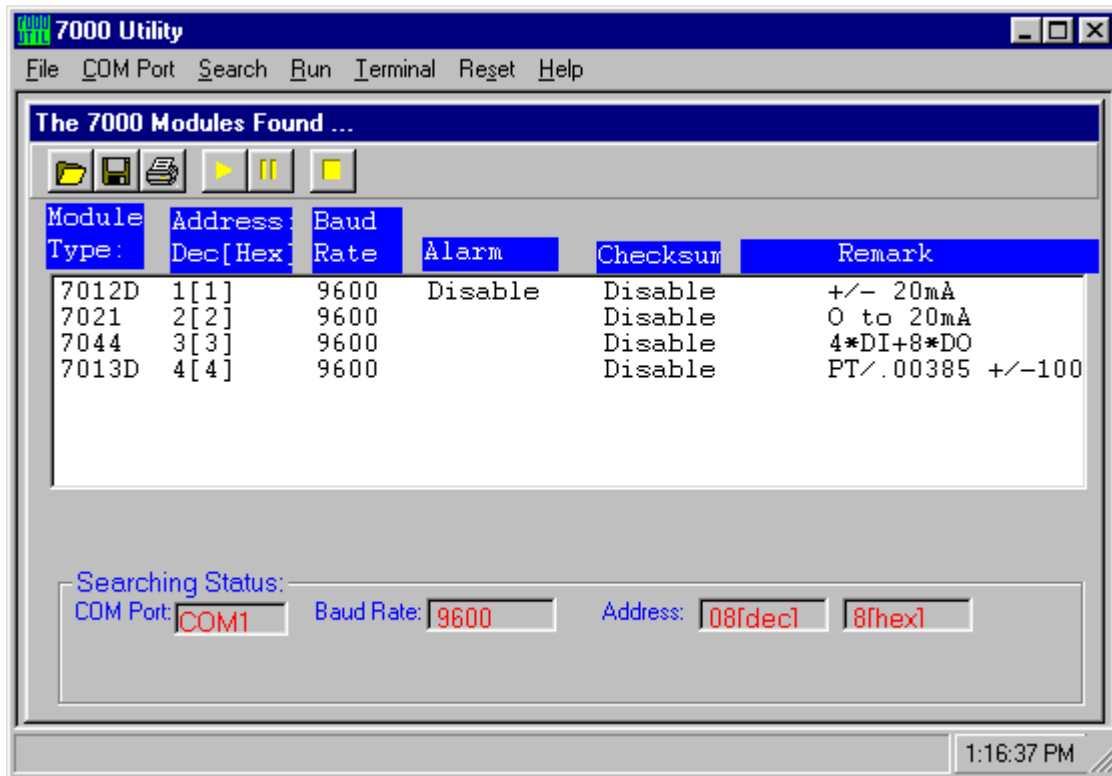 7000 Utility
File COM Port Search Run Terminal Reset Help
The 7000 Modules Found ...
Module Type: Address: Dec[Hex] Baud Rate Alarm Checksum Remark
7012D 1[1] 9600 Disable Disable +/- 20mA
7021 2[2] 9600 Disable 0 to 20mA
7044 3[3] 9600 Disable 4*DI+8*DO
7013D 4[4] 9600 Disable PT/.00385 +/-100
Searching Status:
COM Port: COM1 Baud Rate: 9600 Address: 08[dec] 8[hex]
1:16:37 PM